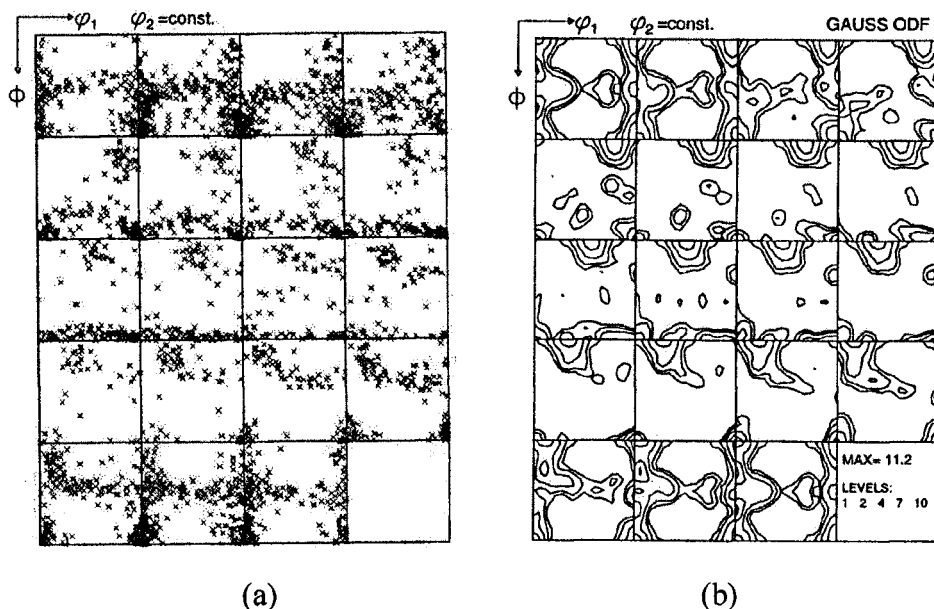 φ₁ φ₂=const.
Φ
φ₁ φ₂=const. GAUSS ODF
Φ
MAX= 11.2
LEVELS:
1 2 4 7 10
(a) (b)